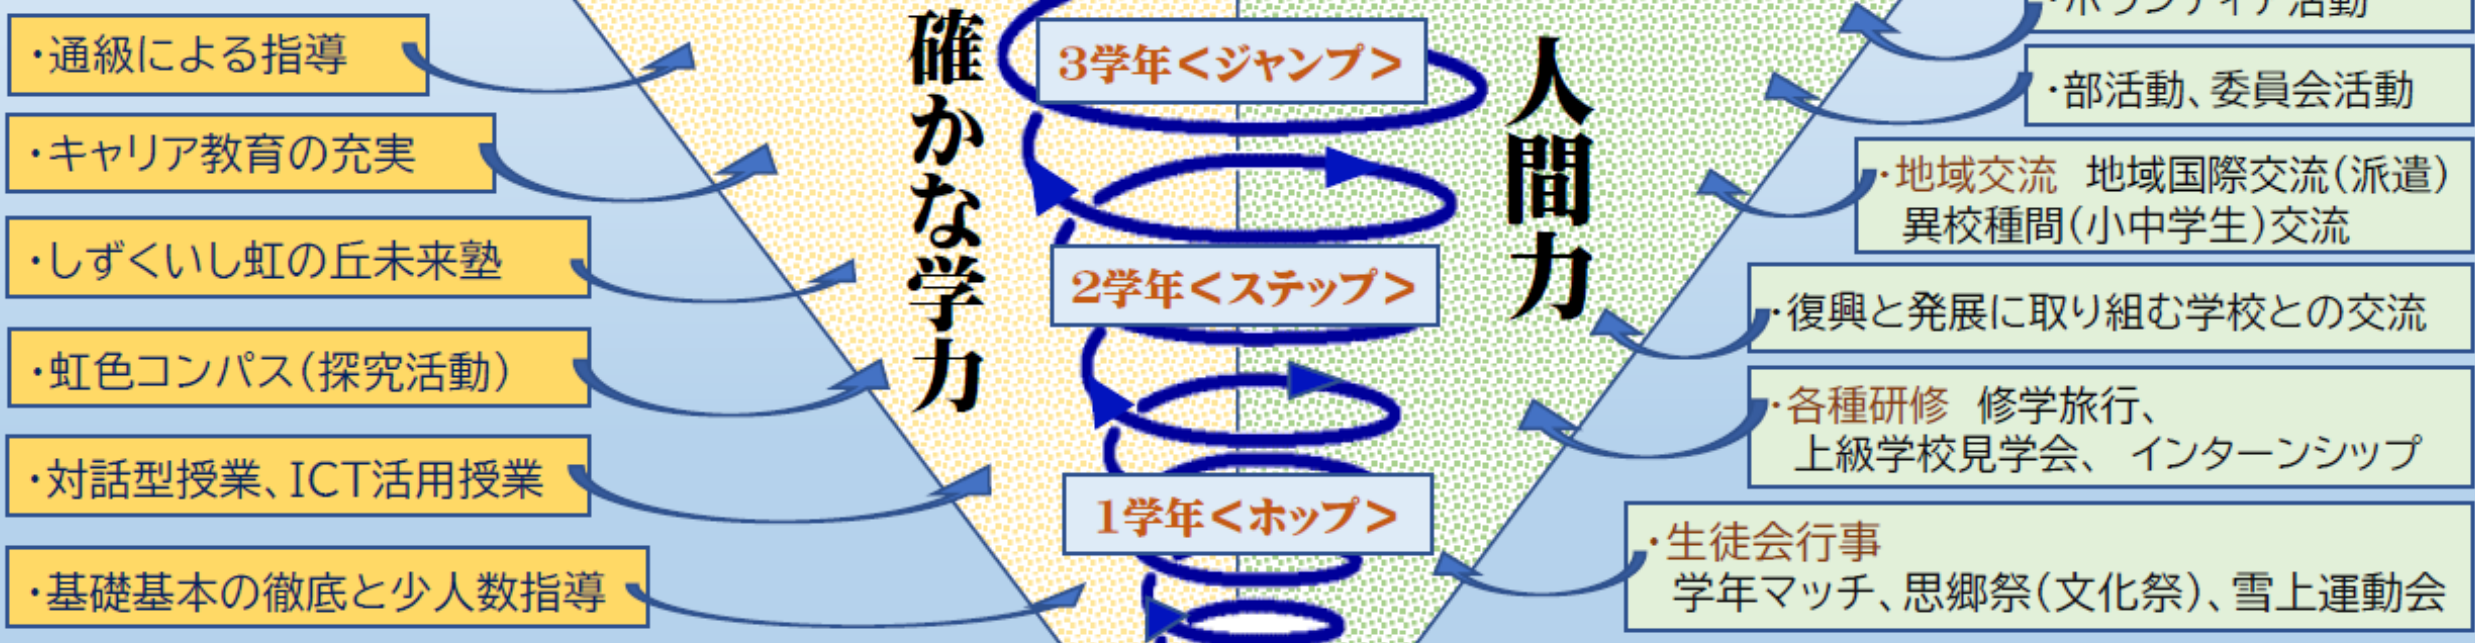 ・通級による指導
・キャリア教育の充実
・しずくいし虹の丘未来塾
・虹色コンパス(探究活動)
・対話型授業、ICT活用授業
・基礎基本の徹底と少人数指導
確かな学力
3学年<ジャンプ>
2学年<ステップ>
1学年<ホップ>
人間力
・ボランティア活動
・部活動、委員会活動
・地域交流 地域国際交流(派遣)
異校種間(小中学生)交流
・復興と発展に取り組む学校との交流
・各種研修 修学旅行、
上級学校見学会、 インターンシップ
・生徒会行事
学年マッチ、思郷祭(文化祭)、雪上運動会